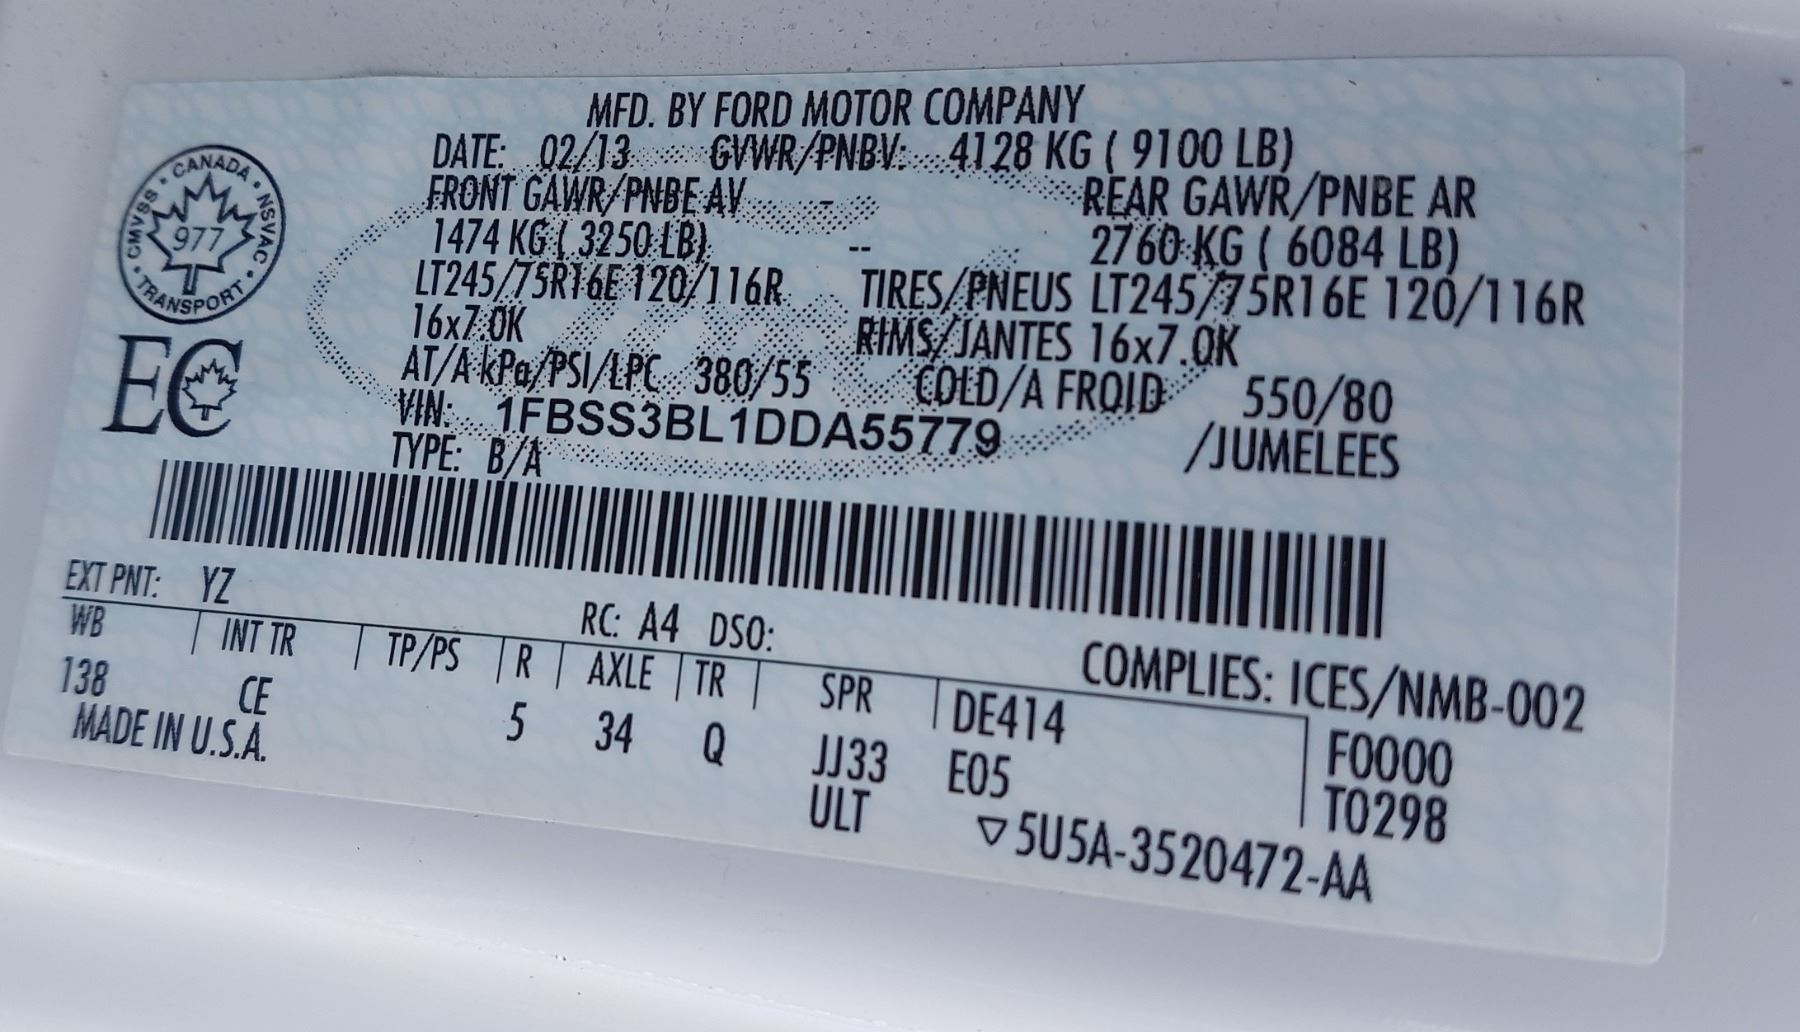 MFD. BY FORD MOTOR COMPANY
DATE: 02/13 GVWR/PNBV: 4128 KG ( 9100 LB)
FRONT GAWR/PNBE AV - REAR GAWR/PNBE AR
1474 KG ( 3250 LB) -- 2760 KG ( 6084 LB)
LT245/75R16E 120/116R TIRES/PNEUS LT245/75R16E 120/116R
16x7.0K RIMS/JANTES 16x7.0K
AT/A kPa/PSI/LPC 380/55 COLD/A FROID 550/80
VIN: 1FBSS3BL1DDA55779 /JUMELEES
TYPE: B/A
CANADA • NSVAC • TRANSPORT • CMVSS •
977
EC
EXT PNT: YZ RC: A4 DSO: COMPLIES: ICES/NMB-002
WB INT TR TP/PS R AXLE TR SPR DE414 F0000
138 CE 5 34 Q JJ33 E05 T0298
MADE IN U.S.A. ULT ▽5U5A-3520472-AA